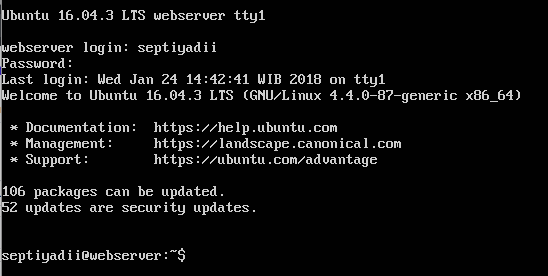 Ubuntu 16.04.3 LTS webserver tty1
webserver login: septiyadii
Password:
Last login: Wed Jan 24 14:42:41 WIB 2018 on tty1
Welcome to Ubuntu 16.04.3 LTS (GNU/Linux 4.4.0-87-generic x86_64)
* Documentation:  https://help.ubuntu.com
* Management:     https://landscape.canonical.com
* Support:        https://ubuntu.com/advantage
106 packages can be updated.
52 updates are security updates.
septiyadii@webserver:~$